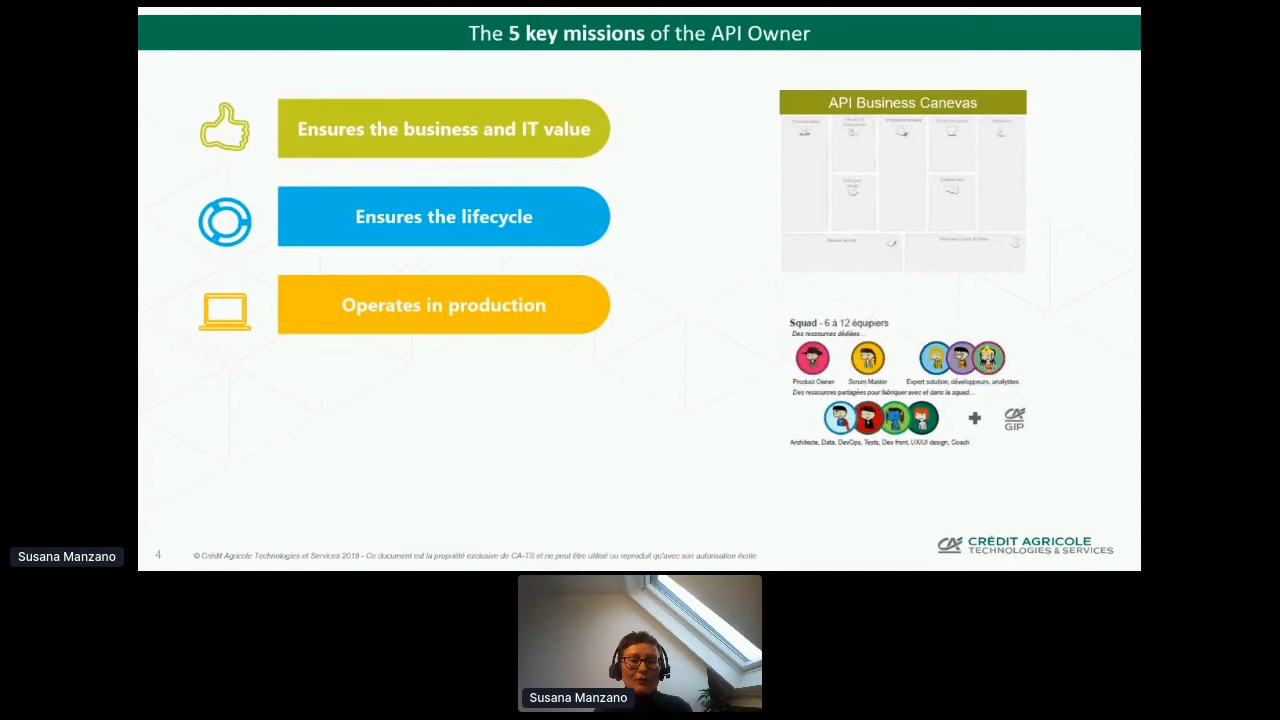 The 5 key missions of the API Owner
Ensures the business and IT value
Ensures the lifecycle
Operates in production
API Business Canevas
Squad - 6 à 12 équipiers
Des ressources dédiées...
Product Owner
Scrum Master
Expert solution, développeurs, analystes
Des ressources partagées pour fabriquer avec et dans la squad...
+
CA
GIP
Architecte, Data, DevOps, Tests, Dev front, UX/UI design, Coach
4
© Crédit Agricole Technologies et Services 2019 - Ce document est la propriété exclusive de CA-TS et ne peut être utilisé ou reproduit qu'avec son autorisation écrite
CA
CRÉDIT AGRICOLE
TECHNOLOGIES & SERVICES
Susana Manzano
Susana Manzano